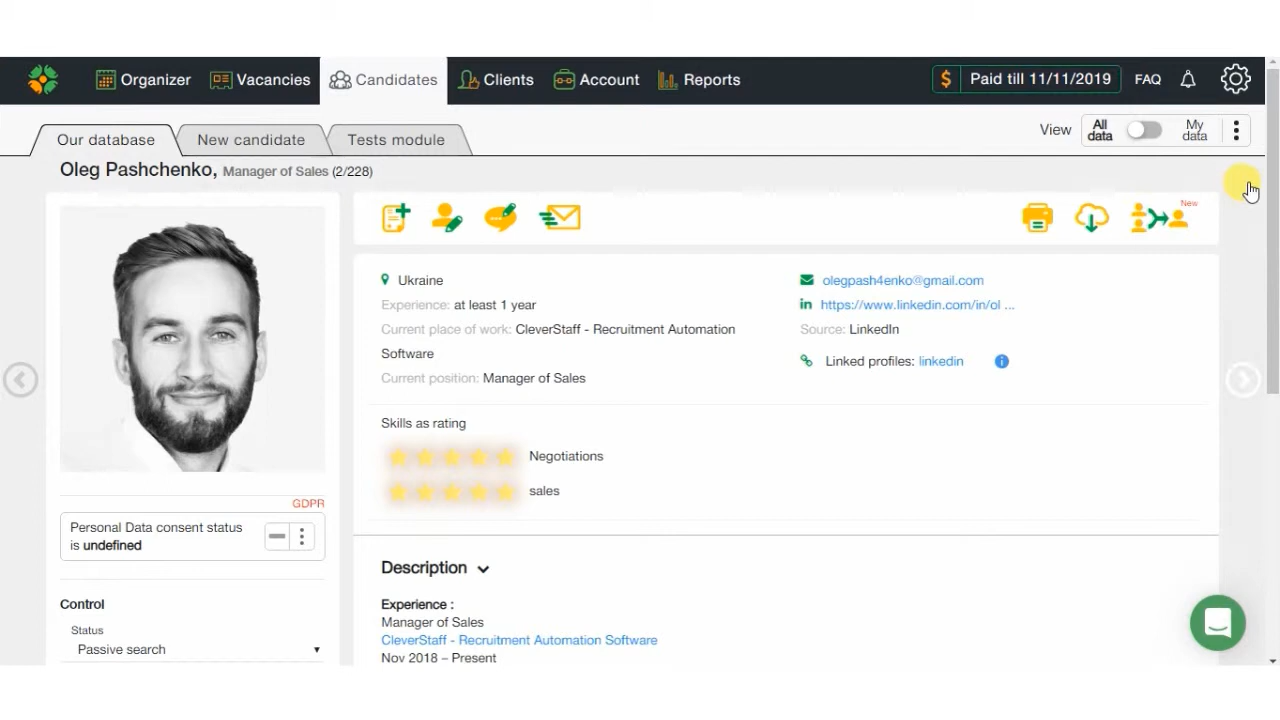 Organizer
Vacancies
Candidates
Clients
Account
Reports
$ Paid till 11/11/2019
FAQ
Our database
New candidate
Tests module
View
All data
My data
Oleg Pashchenko, Manager of Sales (2/228)
New
Ukraine
Experience: at least 1 year
Current place of work: CleverStaff - Recruitment Automation
Software
Current position: Manager of Sales
olegpash4enko@gmail.com
in https://www.linkedin.com/in/ol ...
Source: LinkedIn
Linked profiles: linkedin
Skills as rating
Negotiations
sales
GDPR
Personal Data consent status
is undefined
Control
Status
Passive search
Description
Experience :
Manager of Sales
CleverStaff - Recruitment Automation Software
Nov 2018 – Present